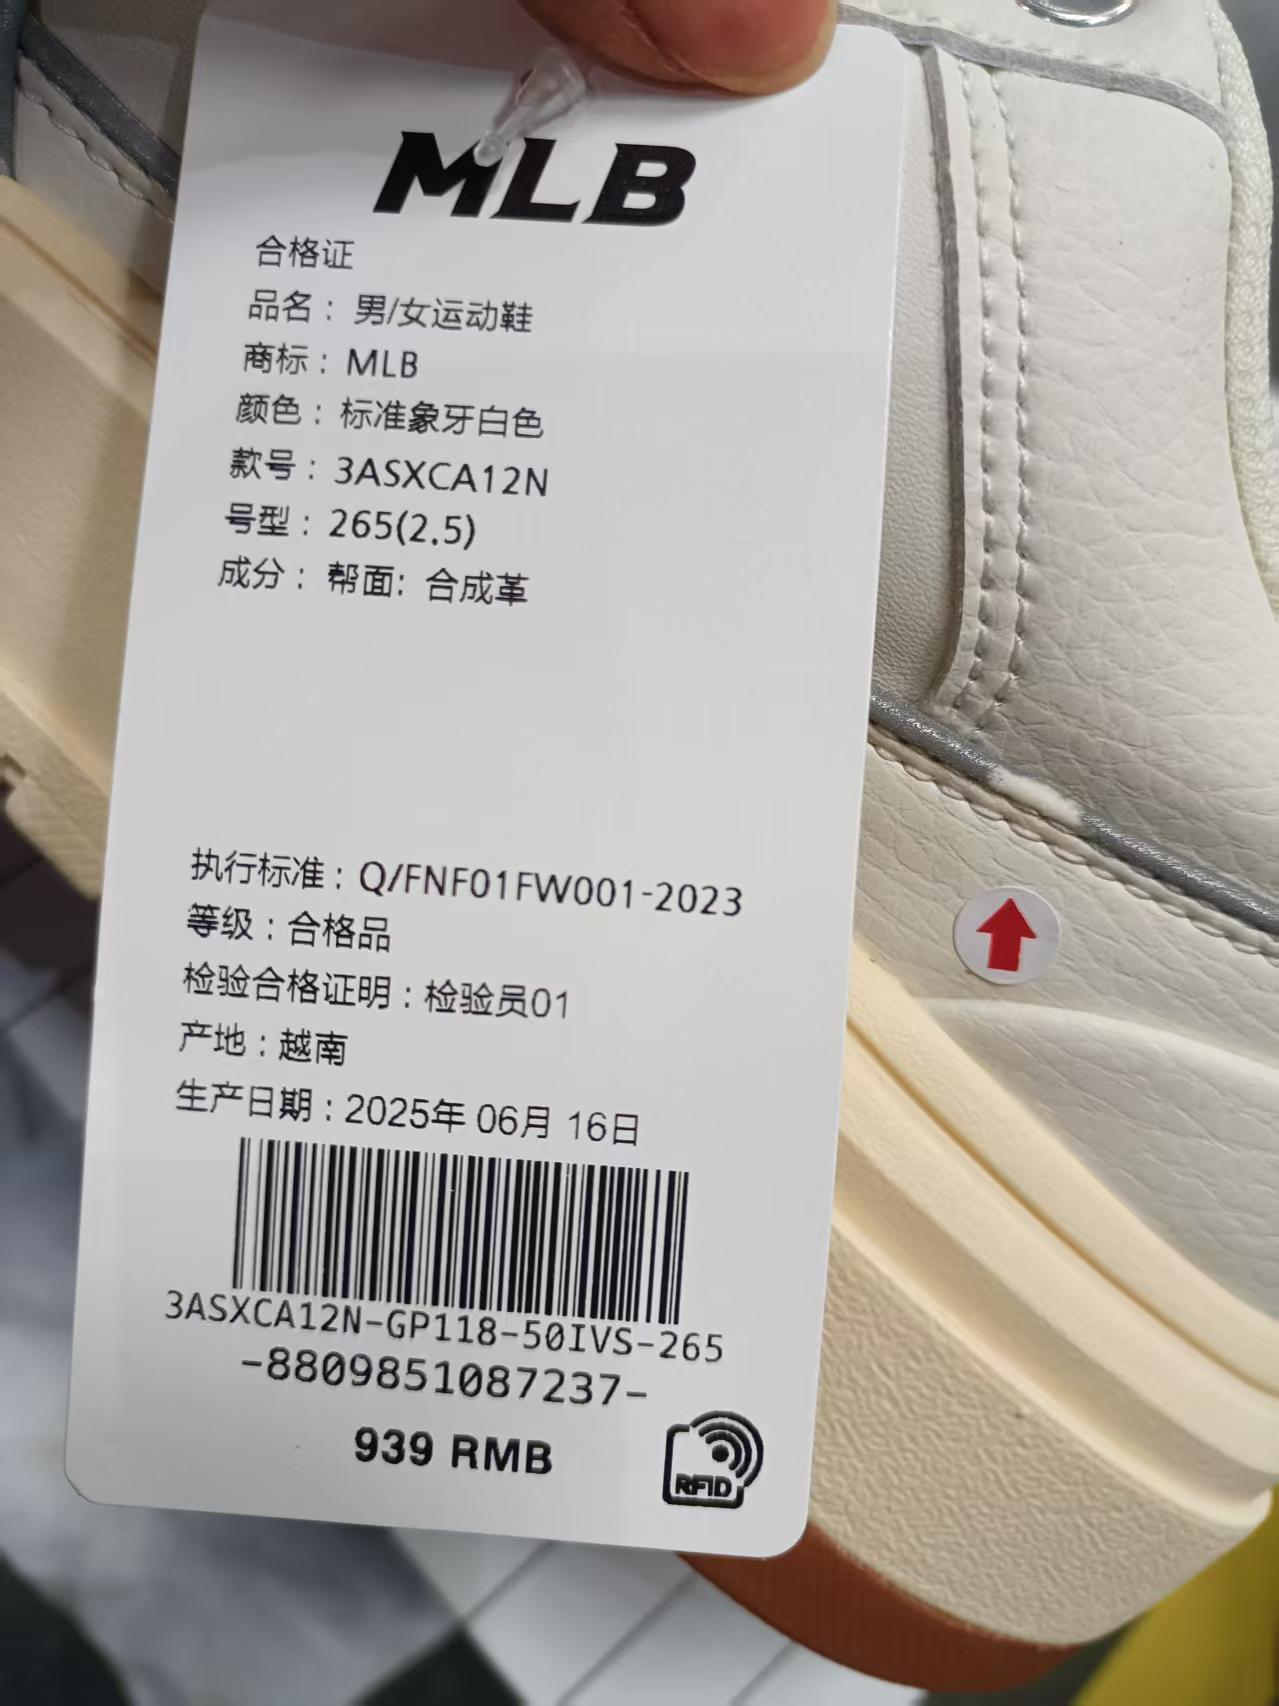 MLB
合格证
品名：男/女运动鞋
商标：MLB
颜色：标准象牙白色
款号：3ASXCA12N
号型：265(2.5)
成分：帮面: 合成革
执行标准：Q/FNF01FW001-2023
等级：合格品
检验合格证明：检验员01
产地：越南
生产日期：2025年 06月 16日
3ASXCA12N-GP118-50IVS-265
-8809851087237-
939 RMB
RFID